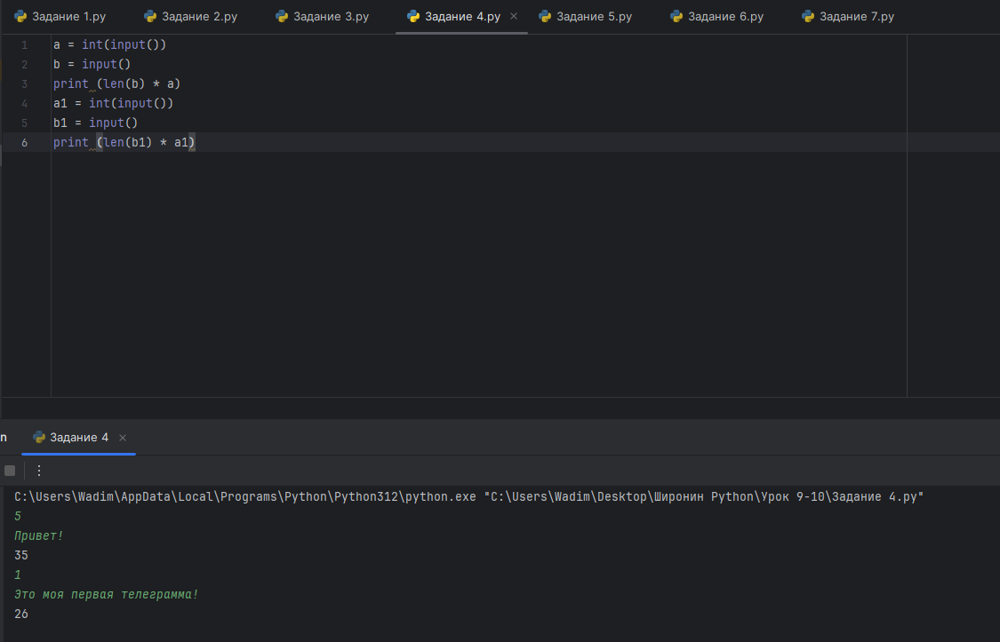 Задание 1.py Задание 2.py Задание 3.py Задание 4.py Задание 5.py Задание 6.py Задание 7.py
1 a = int(input())
2 b = input()
3 print (len(b) * a)
4 a1 = int(input())
5 b1 = input()
6 print (len(b1) * a1)
n Задание 4
C:\Users\Wadim\AppData\Local\Programs\Python\Python312\python.exe "C:\Users\Wadim\Desktop\Широнин Python\Урок 9-10\Задание 4.py"
5
Привет!
35
1
Это моя первая телеграмма!
26